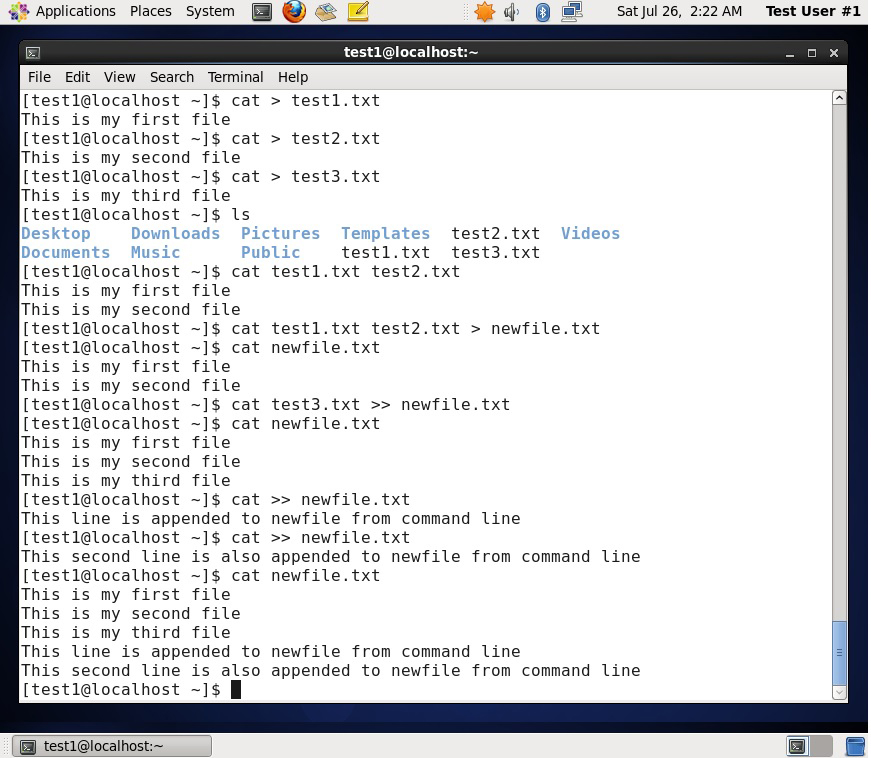 Applications Places System Sat Jul 26, 2:22 AM Test User #1
test1@localhost:~
File Edit View Search Terminal Help
[test1@localhost ~]$ cat > test1.txt
This is my first file
[test1@localhost ~]$ cat > test2.txt
This is my second file
[test1@localhost ~]$ cat > test3.txt
This is my third file
[test1@localhost ~]$ ls
Desktop    Downloads  Pictures  Templates  test2.txt  Videos
Documents  Music      Public    test1.txt  test3.txt
[test1@localhost ~]$ cat test1.txt test2.txt
This is my first file
This is my second file
[test1@localhost ~]$ cat test1.txt test2.txt > newfile.txt
[test1@localhost ~]$ cat newfile.txt
This is my first file
This is my second file
[test1@localhost ~]$ cat test3.txt >> newfile.txt
[test1@localhost ~]$ cat newfile.txt
This is my first file
This is my second file
This is my third file
[test1@localhost ~]$ cat >> newfile.txt
This line is appended to newfile from command line
[test1@localhost ~]$ cat >> newfile.txt
This second line is also appended to newfile from command line
[test1@localhost ~]$ cat newfile.txt
This is my first file
This is my second file
This is my third file
This line is appended to newfile from command line
This second line is also appended to newfile from command line
[test1@localhost ~]$
test1@localhost:~